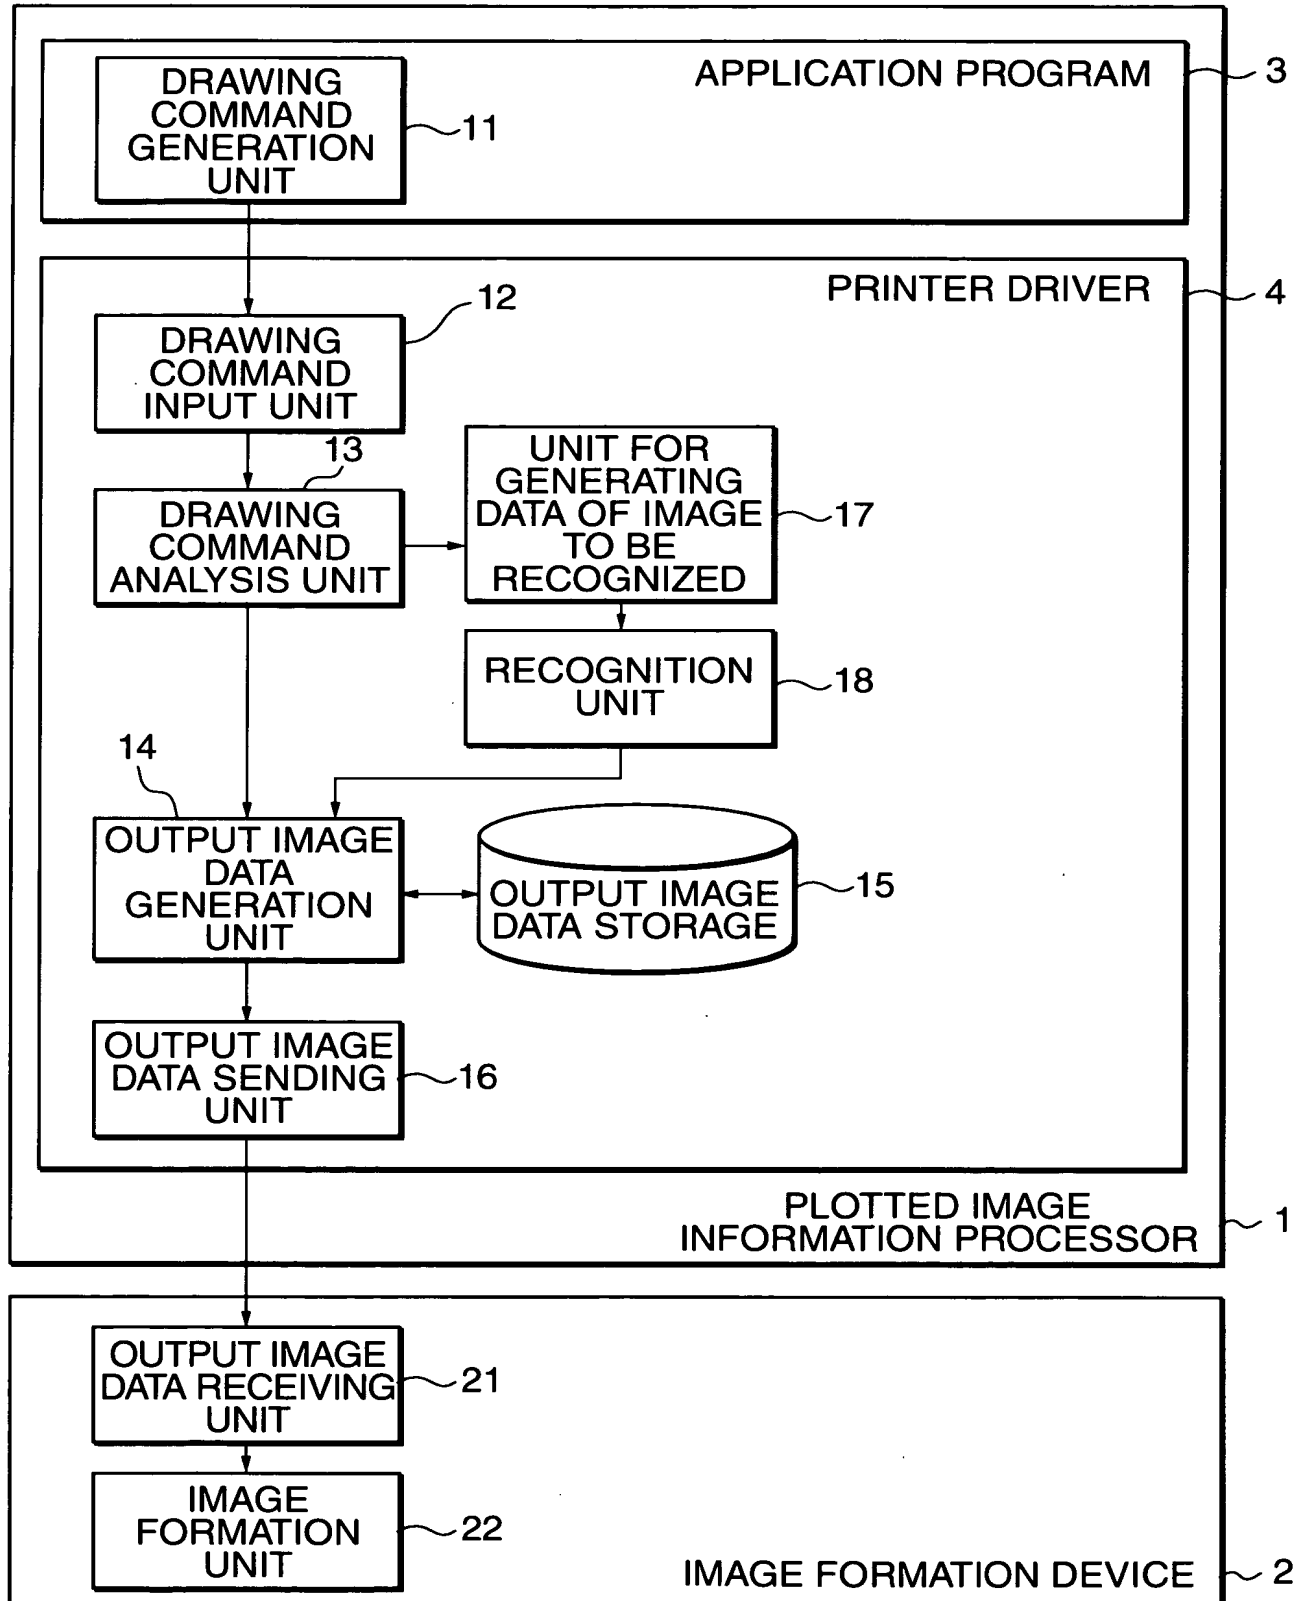 APPLICATION PROGRAM
3
DRAWING
COMMAND
GENERATION
UNIT
11
PRINTER DRIVER
4
12
DRAWING
COMMAND
INPUT UNIT
13
DRAWING
COMMAND
ANALYSIS UNIT
UNIT FOR
GENERATING
DATA OF IMAGE
TO BE
RECOGNIZED
17
RECOGNITION
UNIT
18
14
OUTPUT IMAGE
DATA
GENERATION
UNIT
OUTPUT IMAGE
DATA STORAGE
15
OUTPUT IMAGE
DATA SENDING
UNIT
16
PLOTTED IMAGE
INFORMATION PROCESSOR
1
OUTPUT IMAGE
DATA RECEIVING
UNIT
21
IMAGE
FORMATION
UNIT
22
IMAGE FORMATION DEVICE
2